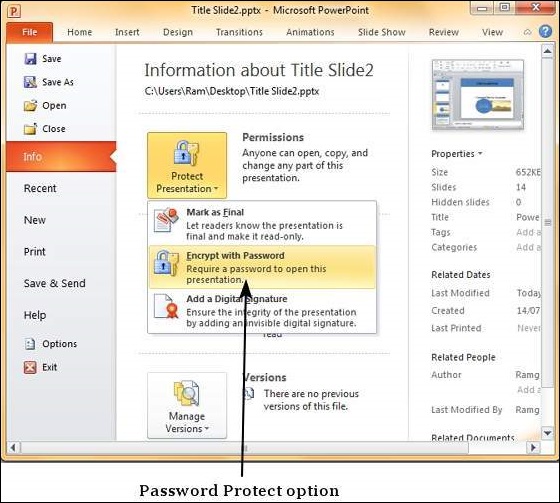 Title Slide2.pptx - Microsoft PowerPoint
File Home Insert Design Transitions Animations Slide Show Review View
Save
Save As
Open
Close
Info
Recent
New
Print
Save & Send
Help
Options
Exit
Information about Title Slide2
C:\Users\Ram\Desktop\Title Slide2.pptx
Protect
Presentation
Permissions
Anyone can open, copy, and
change any part of this
presentation.
Mark as Final
Let readers know the presentation is
final and make it read-only.
Encrypt with Password
Require a password to open this
presentation.
Add a Digital Signature
Ensure the integrity of the presentation
by adding an invisible digital signature.
read
Manage
Versions
Versions
There are no previous
versions of this file.
Properties
Size 652KB
Slides 14
Hidden slides 0
Title Powe
Tags Add a
Categories Add a
Related Dates
Last Modified Today
Created 14/07
Last Printed Never
Related People
Author Ramg
Add a
Last Modified By Ramg
Related Documents
Password Protect option